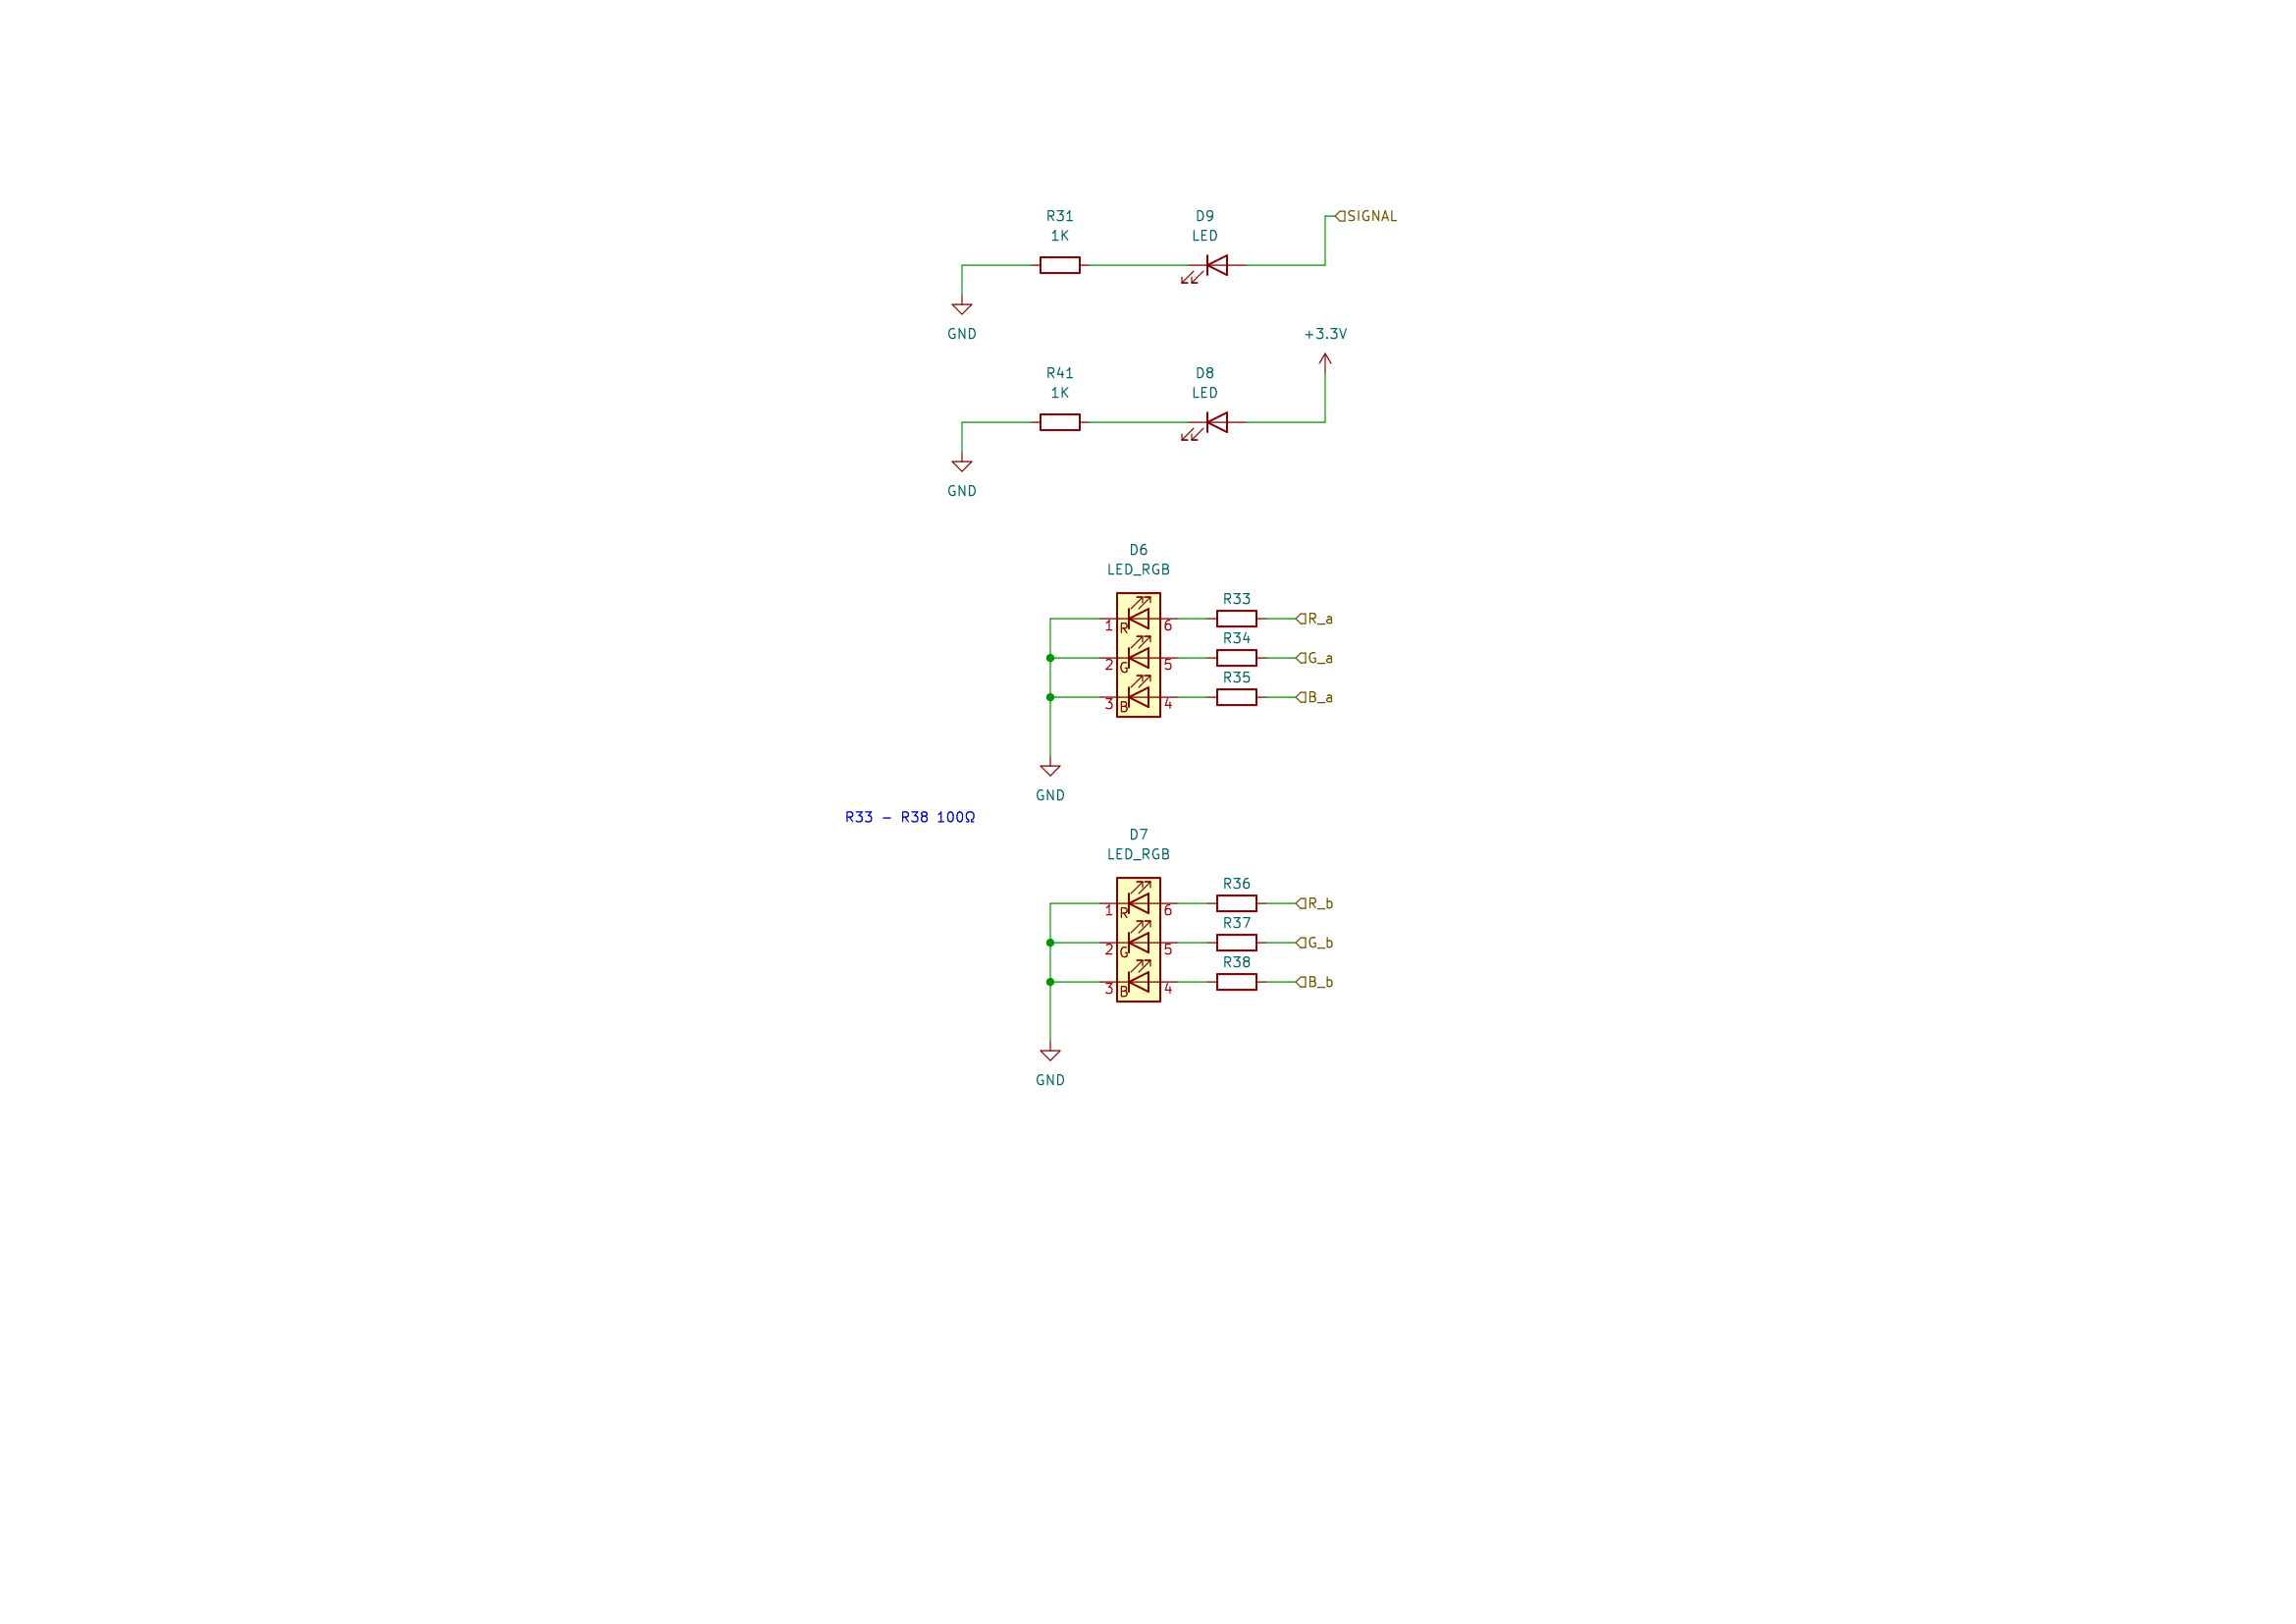 R31
1K
D9
LED
SIGNAL
GND
+3.3V
R41
1K
D8
LED
GND
D6
LED_RGB
R33
1 R 6
R_a
R34
2 G 5
G_a
R35
3 B 4
B_a
GND
R33 - R38 100Ω
D7
LED_RGB
R36
1 R 6
R_b
R37
2 G 5
G_b
R38
3 B 4
B_b
GND